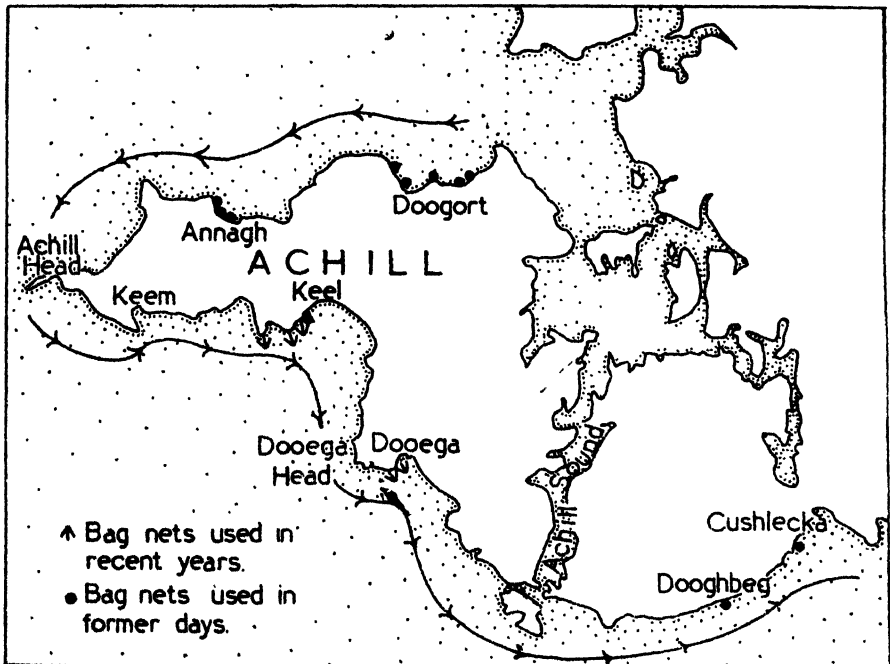 Doogort
Annagh
Achill
Head
ACHILL
Keem
Keel
Dooega
Head
Dooega
Achill Sound
Cushlecka
Dooghbeg
Bag nets used in
recent years.
Bag nets used in
former days.